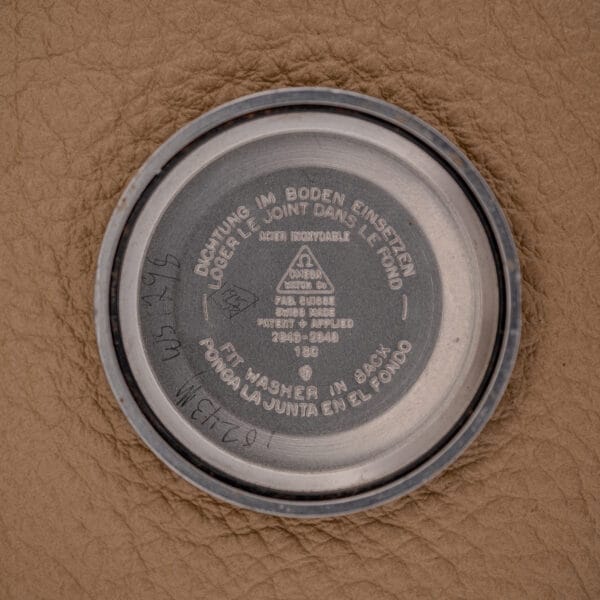 DICHTUNG IM BODEN EINSETZEN
LOGER LE JOINT DANS LE FOND
ACIER INOXYDABLE
Ω
OMEGA
WATCH Co
FAB. SUISSE
SWISS MADE
PATENT + APPLIED
2846-2848
FIT WASHER IN BACK
PONGA LA JUNTA EN EL FONDO